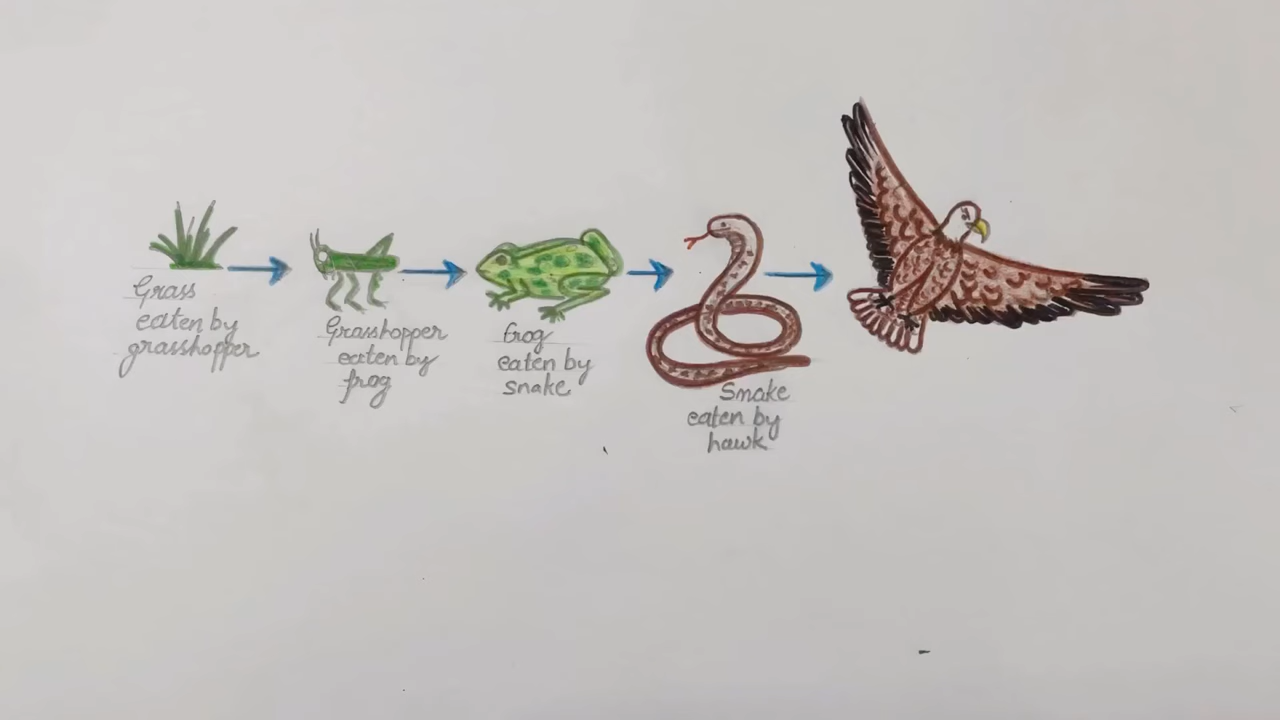 Grass
eaten by
grasshopper
Grasshopper
eaten by
frog
frog
eaten by
snake
Snake
eaten by
hawk